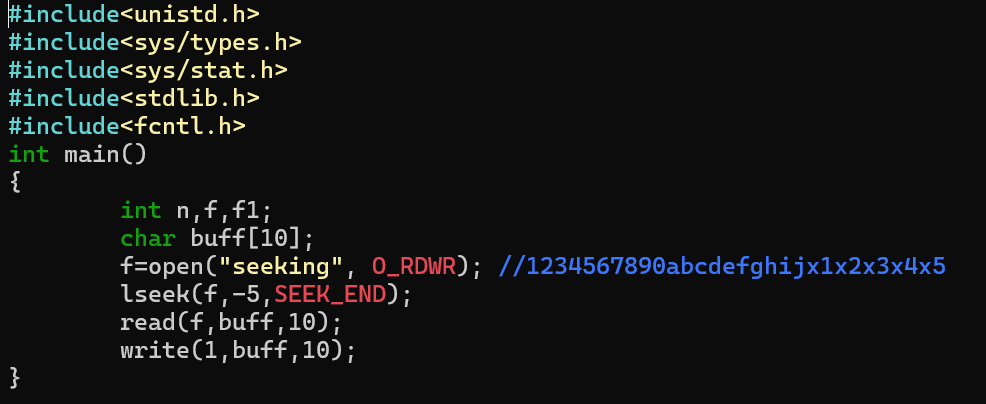 #include<unistd.h>
#include<sys/types.h>
#include<sys/stat.h>
#include<stdlib.h>
#include<fcntl.h>
int main()
{
        int n,f,f1;
        char buff[10];
        f=open("seeking", O_RDWR); //1234567890abcdefghijx1x2x3x4x5
        lseek(f,-5,SEEK_END);
        read(f,buff,10);
        write(1,buff,10);
}